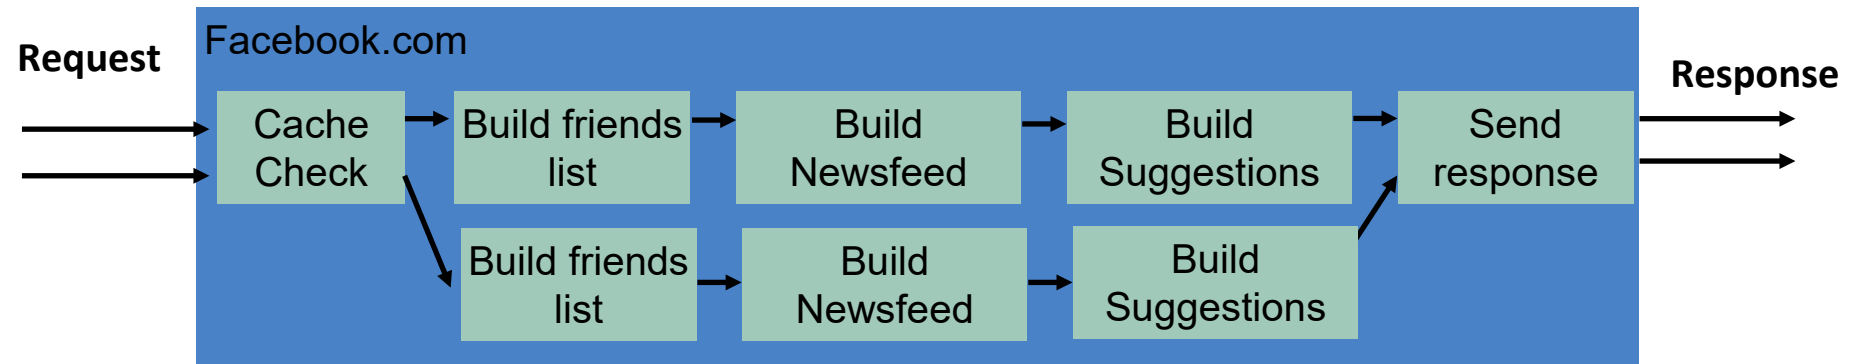 Facebook.com
Request
Response
Cache
Check
Build friends
list
Build
Newsfeed
Build
Suggestions
Send
response
Build friends
list
Build
Newsfeed
Build
Suggestions